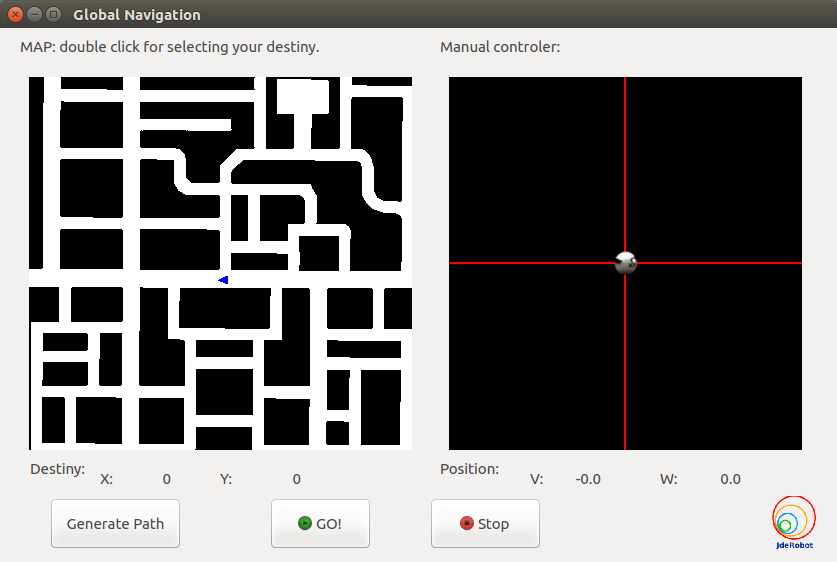 Global Navigation
MAP: double click for selecting your destiny.
Manual controler:
Destiny:
X: 0 Y: 0
Position:
V: -0.0 W: 0.0
Generate Path
GO!
Stop
JdeRobot